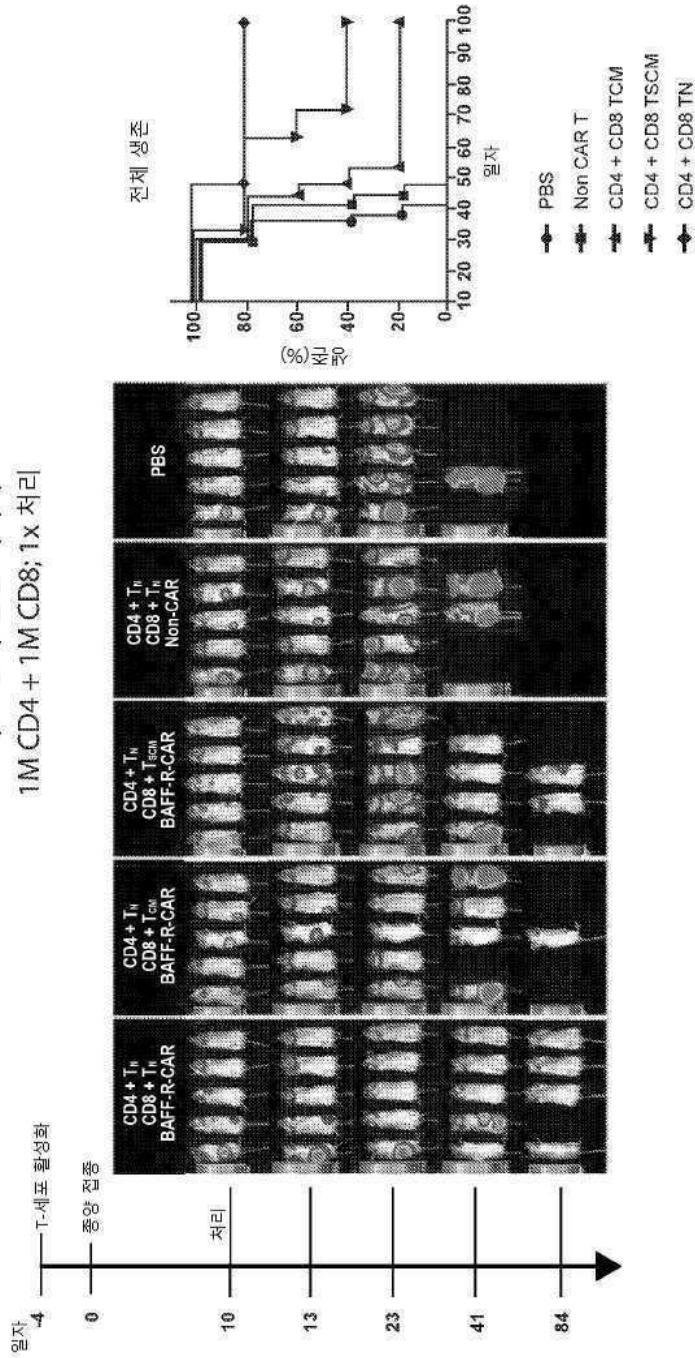 1M CD4 + 1M CD8; 1x 처리
일자
-4
T-세포 활성화
0
종양 접종
10
처리
13
23
41
84
CD4 + TN
CD8 + TN
BAFF-R-CAR
CD4 + TN
CD8 + TCM
BAFF-R-CAR
CD4 + TN
CD8 + TSCM
BAFF-R-CAR
CD4 + TN
CD8 + TN
Non-CAR
PBS
전체 생존
생존(%)
100
80
60
40
20
0
10 20 30 40 50 60 70 80 90 100
일자
PBS
Non CAR T
CD4 + CD8 TCM
CD4 + CD8 TSCM
CD4 + CD8 TN